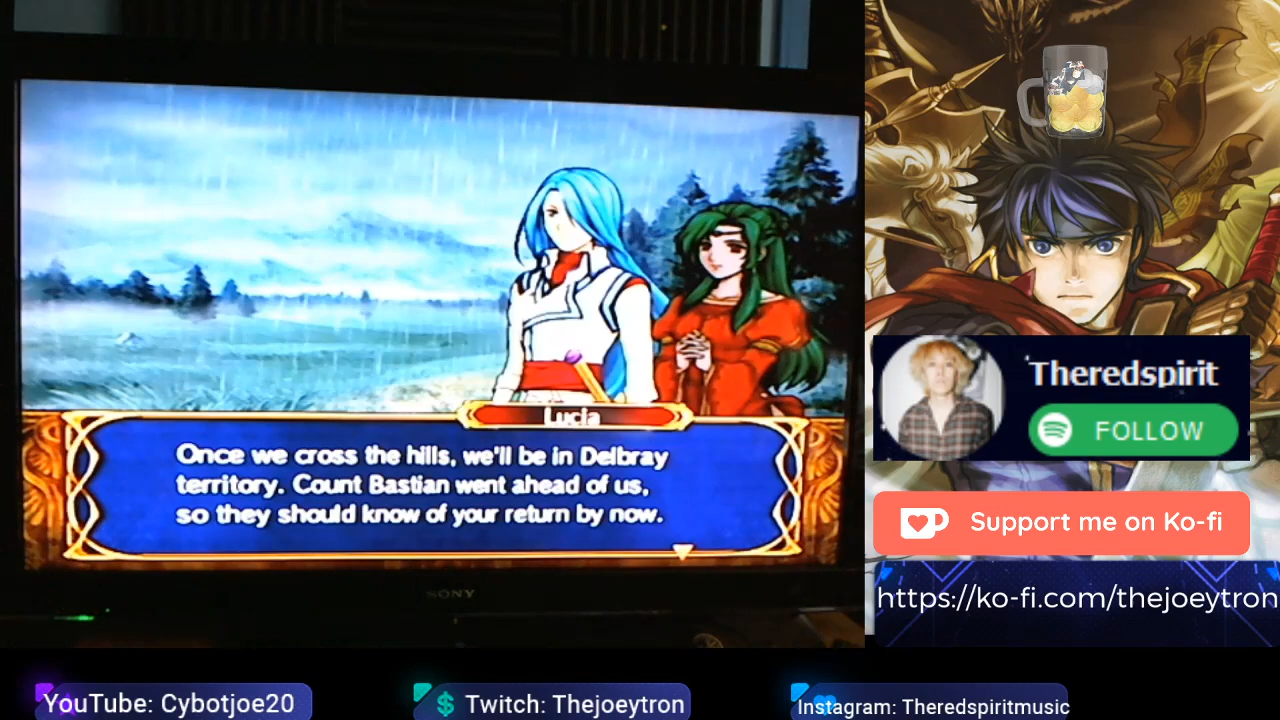 Lucia
Once we cross the hills, we'll be in Delbray
territory. Count Bastian went ahead of us,
so they should know of your return by now.
SONY
Theredspirit
FOLLOW
Support me on Ko-fi
https://ko-fi.com/thejoeytron
YouTube: Cybotjoe20
$ Twitch: Thejoeytron
Instagram: Theredspiritmusic